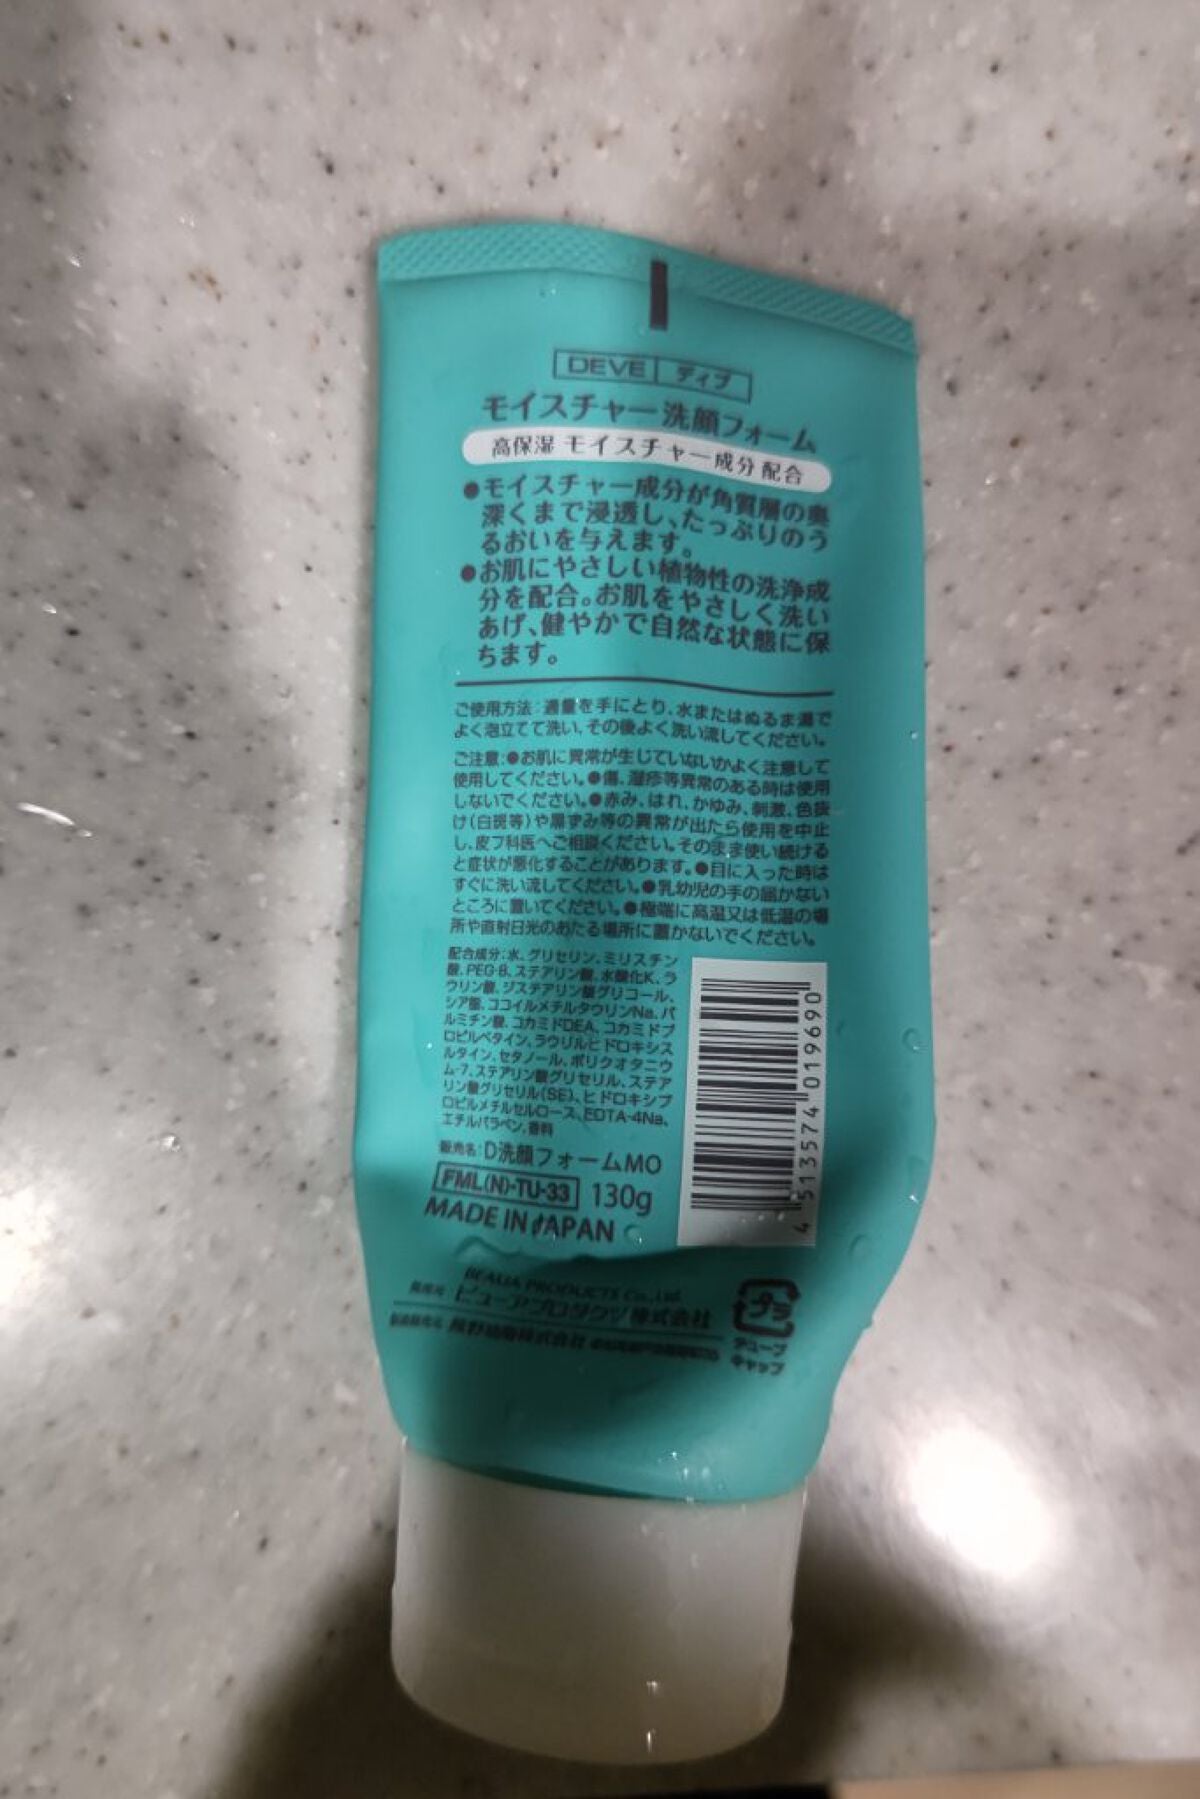 DEVE ディブ
モイスチャー洗顔フォーム
高保湿 モイスチャー成分配合
●モイスチャー成分が角質層の奥
深くまで浸透し、たっぷりのう
るおいを与えます。
●お肌にやさしい植物性の洗浄成
分を配合。お肌をやさしく洗い
あげ、健やかで自然な状態に保
ちます。
ご使用方法:適量を手にとり、水またはぬるま湯で
よく泡立てて洗い、その後よく洗い流してください。
ご注意:●お肌に異常が生じていないかよく注意して
使用してください。●傷、湿疹等異常のある時は使用
しないでください。●赤み、はれ、かゆみ、刺激、色抜
け(白斑等)や黒ずみ等の異常が出たら使用を中止
し、皮フ科医へご相談ください。そのまま使い続ける
と症状が悪化することがあります。●目に入った時は
すぐに洗い流してください。●乳幼児の手の届かない
ところに置いてください。●極端に高温又は低温の場
所や直射日光のあたる場所に置かないでください。
配合成分:水、グリセリン、ミリスチン
酸、PEG-8、ステアリン酸、水酸化K、ラ
ウリン酸、ジステアリン酸グリコール、
シア脂、ココイルメチルタウリンNa、パ
ルミチン酸、コカミドDEA、コカミドプ
ロピルベタイン、ラウリルヒドロキシス
ルタイン、セタノール、ポリクオタニウ
ム-7、ステアリン酸グリセリル、ステア
リン酸グリセリル(SE)、ヒドロキシプ
ロピルメチルセルロース、EDTA-4Na、
エチルパラベン、香料
販売名:D洗顔フォームMO
FML(N)-TU-33 130g
MADE IN JAPAN
4 513574 019690
BEAUA PRODUCTS Co.,Ltd.
発売元 ビューアプロダクツ株式会社
製造販売元 熊野油脂株式会社
プラ
チューブ
キャップ